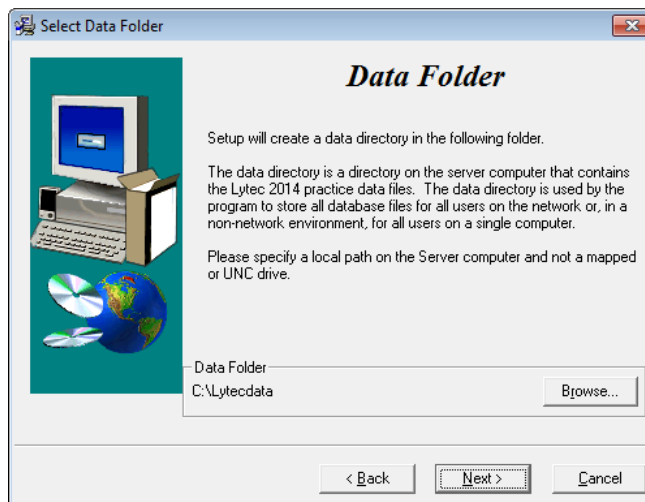 Select Data Folder
Data Folder
Setup will create a data directory in the following folder.
The data directory is a directory on the server computer that contains
the Lytec 2014 practice data files.  The data directory is used by the
program to store all database files for all users on the network or, in a
non-network environment, for all users on a single computer.
Please specify a local path on the Server computer and not a mapped
or UNC drive.
Data Folder
C:\Lytecdata
Browse...
< Back
Next >
Cancel